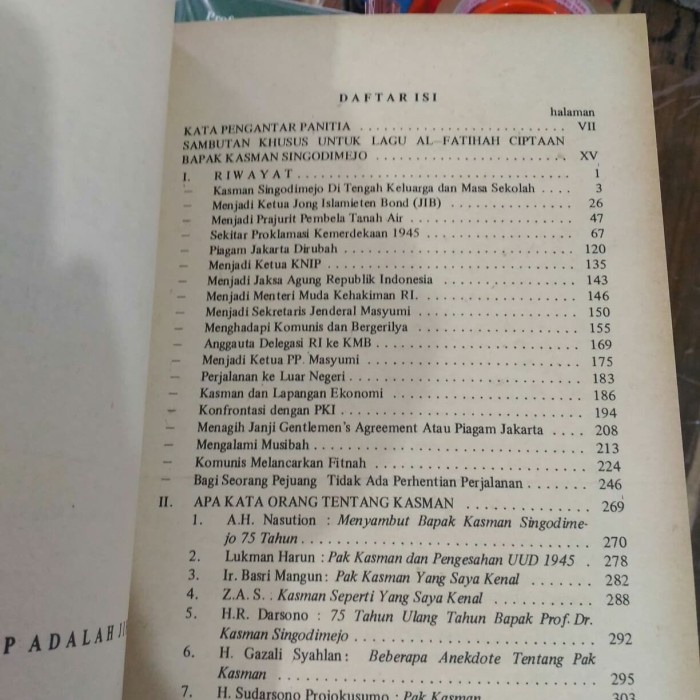 DAFTAR ISI
halaman
KATA PENGANTAR PANITIA ........................ VII
SAMBUTAN KHUSUS UNTUK LAGU AL-FATIHAH CIPTAAN
BAPAK KASMAN SINGODIMEJO ........................ XV
I. RIWAYAT ........................ 1
— Kasman Singodimejo Di Tengah Keluarga dan Masa Sekolah .... 3
— Menjadi Ketua Jong Islamieten Bond (JIB) ................ 26
— Menjadi Prajurit Pembela Tanah Air ................ 47
— Sekitar Proklamasi Kemerdekaan 1945 ................ 67
— Piagam Jakarta Dirubah ................ 120
— Menjadi Ketua KNIP ................ 135
— Menjadi Jaksa Agung Republik Indonesia ................ 143
— Menjadi Menteri Muda Kehakiman RI. ................ 146
— Menjadi Sekretaris Jenderal Masyumi ................ 150
— Menghadapi Komunis dan Bergerilya ................ 155
— Anggauta Delegasi RI ke KMB ................ 169
— Menjadi Ketua PP. Masyumi ................ 175
— Perjalanan ke Luar Negeri ................ 183
— Kasman dan Lapangan Ekonomi ................ 186
— Konfrontasi dengan PKI ................ 194
— Menagih Janji Gentlemen's Agreement Atau Piagam Jakarta .... 208
— Mengalami Musibah ................ 213
— Komunis Melancarkan Fitnah ................ 224
— Bagi Seorang Pejuang Tidak Ada Perhentian Perjalanan ....... 246
II. APA KATA ORANG TENTANG KASMAN ............. 269
1. A.H. Nasution : Menyambut Bapak Kasman Singodime-
jo 75 Tahun ................ 270
2. Lukman Harun : Pak Kasman dan Pengesahan UUD 1945 . 278
3. Ir. Basri Mangun : Pak Kasman Yang Saya Kenal ....... 282
4. Z.A. S. : Kasman Seperti Yang Saya Kenal ........... 288
5. H.R. Darsono : 75 Tahun Ulang Tahun Bapak Prof. Dr.
Kasman Singodimejo ................ 292
6. H. Gazali Syahlan : Beberapa Anekdote Tentang Pak
Kasman ................ 295
7. H. Sudarsono Projokusumo : Pak Kasman 303
P ADALAH